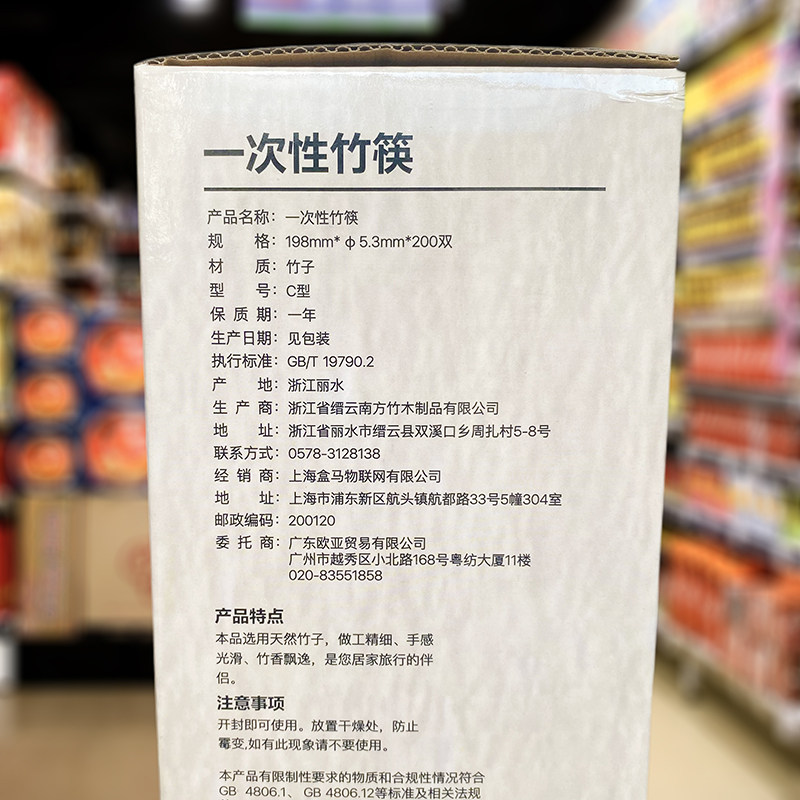 一次性竹筷
产品名称：一次性竹筷
规 格：198mm* ф 5.3mm*200双
材 质：竹子
型 号：C型
保 质 期：一年
生产日期：见包装
执行标准：GB/T 19790.2
产 地：浙江丽水
生 产 商：浙江省缙云南方竹木制品有限公司
地 址：浙江省丽水市缙云县双溪口乡周扎村5-8号
联系方式：0578-3128138
经 销 商：上海盒马物联网有限公司
地 址：上海市浦东新区航头镇航都路33号5幢304室
邮政编码：200120
委 托 商：广东欧亚贸易有限公司
广州市越秀区小北路168号粤纺大厦11楼
020-83551858
产品特点
本品选用天然竹子，做工精细、手感
光滑、竹香飘逸，是您居家旅行的伴
侣。
注意事项
开封即可使用。放置干燥处，防止
霉变,如有此现象请不要使用。
本产品有限制性要求的物质和合规性情况符合
GB 4806.1、GB 4806.12等标准及相关法规